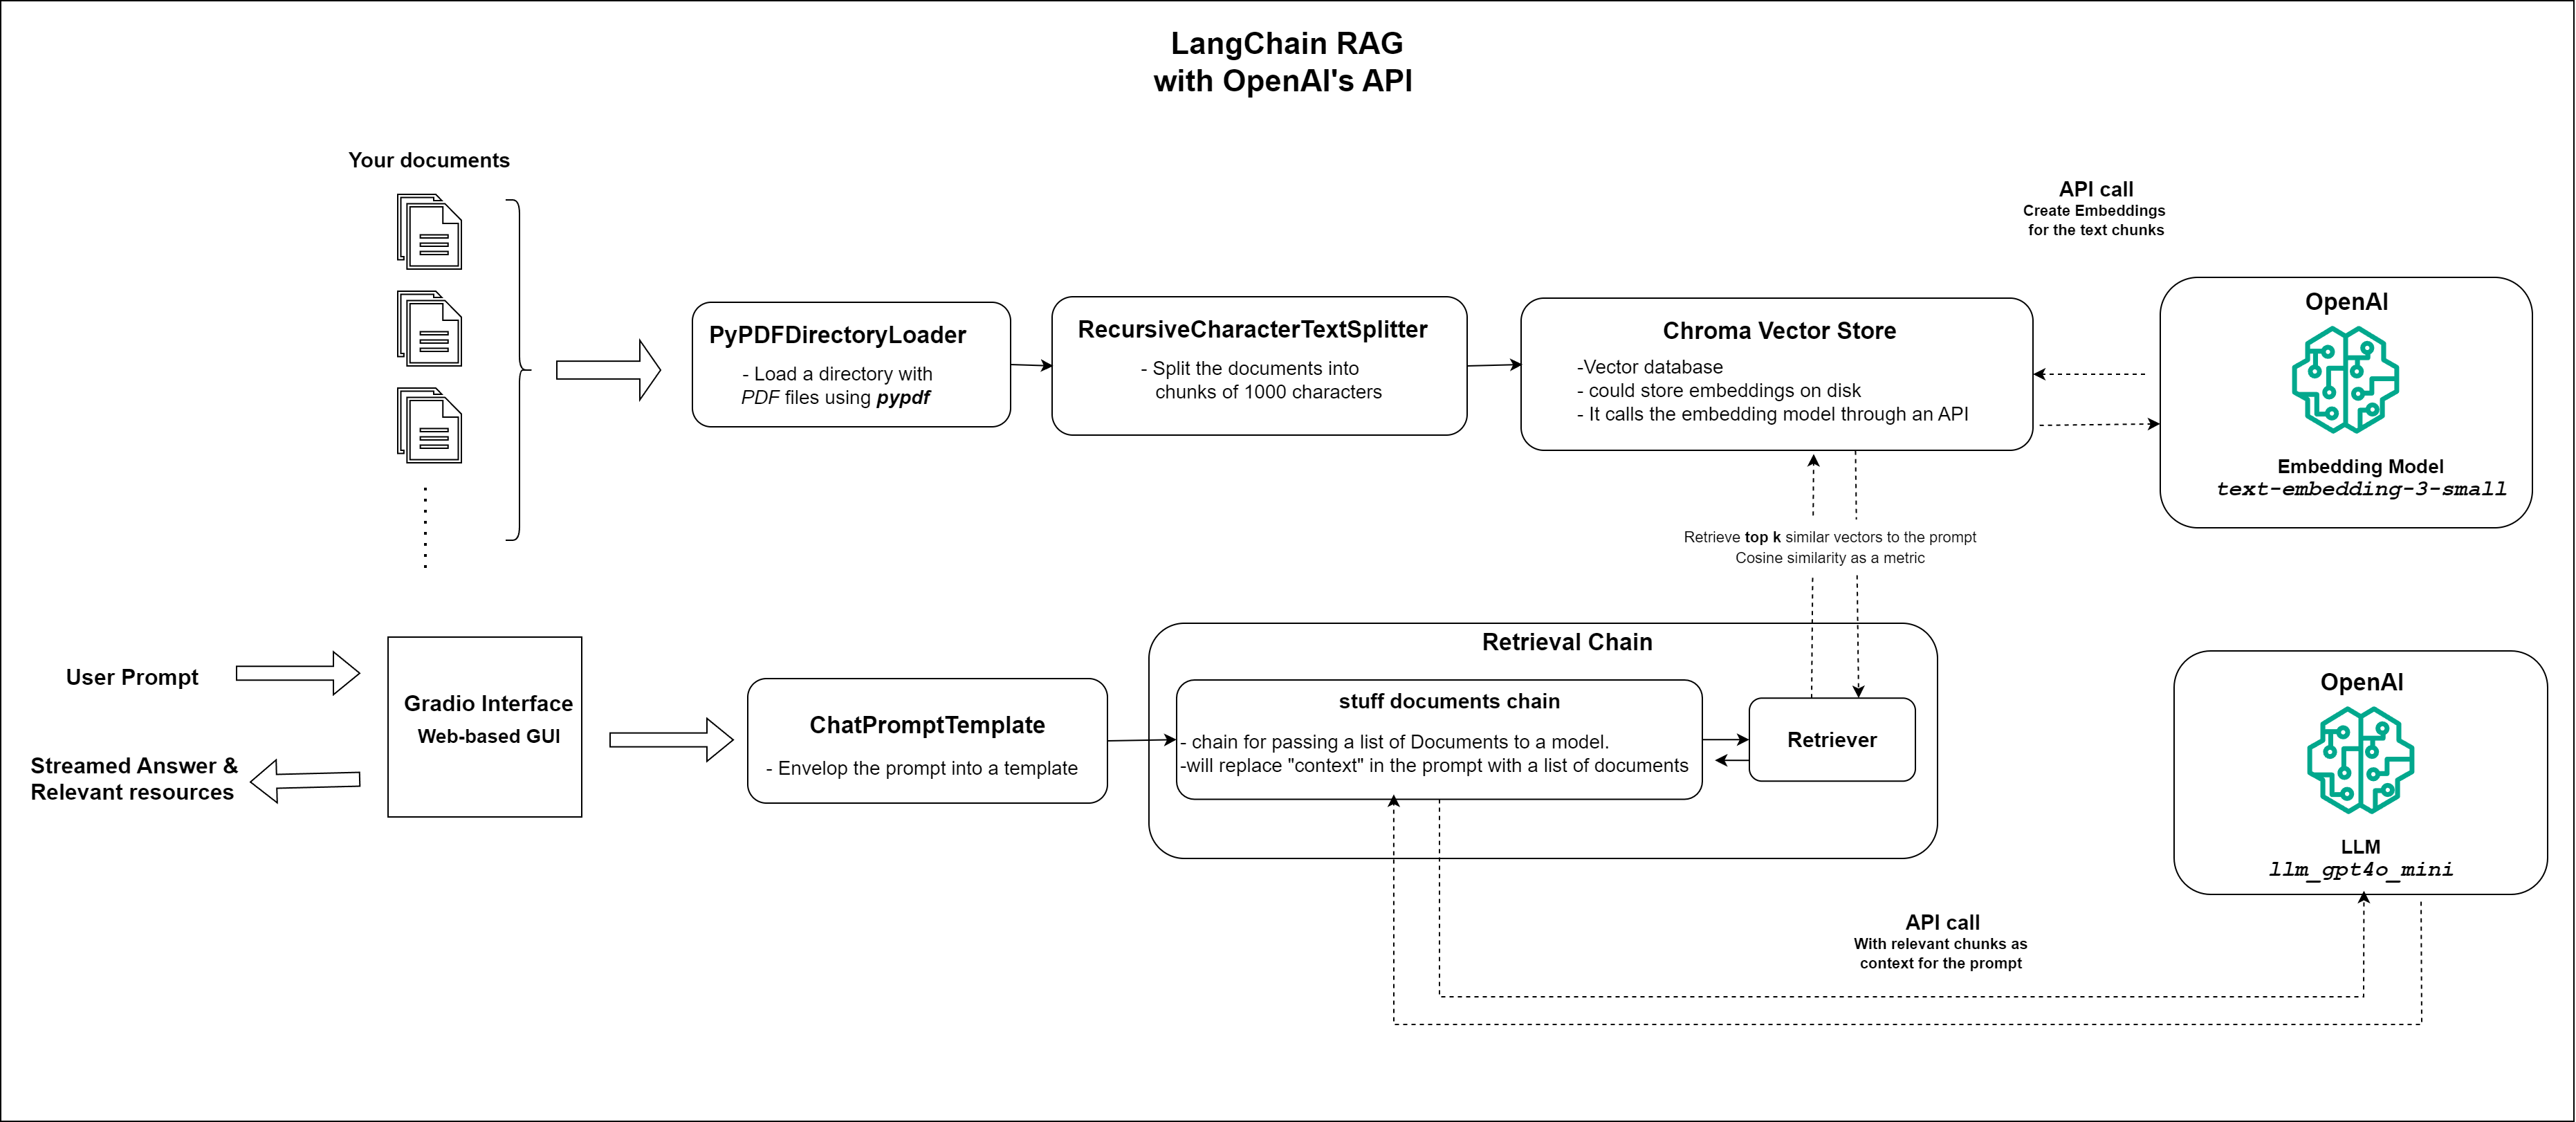 LangChain RAG
with OpenAI's API
Your documents
API call
Create Embeddings
for the text chunks
PyPDFDirectoryLoader
- Load a directory with
PDF files using pypdf
RecursiveCharacterTextSplitter
- Split the documents into
chunks of 1000 characters
Chroma Vector Store
-Vector database
- could store embeddings on disk
- It calls the embedding model through an API
OpenAI
Embedding Model
text-embedding-3-small
Retrieve top k similar vectors to the prompt
Cosine similarity as a metric
User Prompt
Streamed Answer &
Relevant resources
Gradio Interface
Web-based GUI
ChatPromptTemplate
- Envelop the prompt into a template
Retrieval Chain
stuff documents chain
- chain for passing a list of Documents to a model.
-will replace "context" in the prompt with a list of documents
Retriever
OpenAI
LLM
llm_gpt4o_mini
API call
With relevant chunks as
context for the prompt